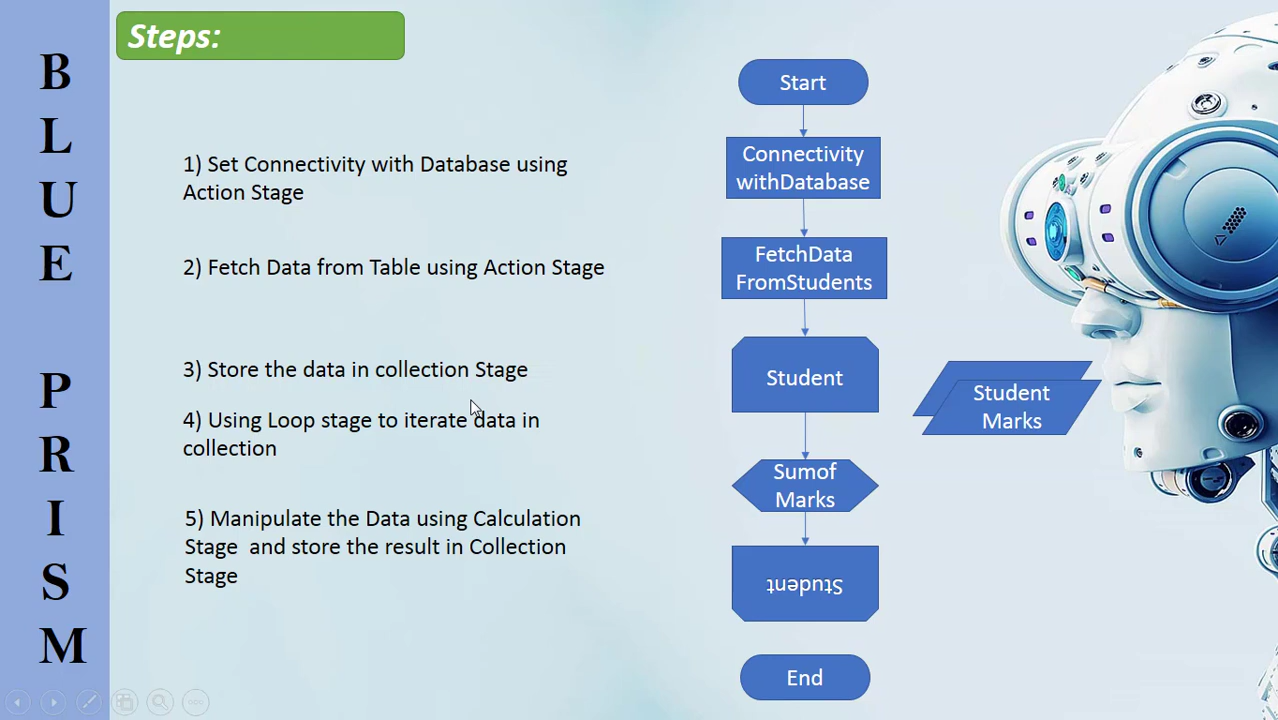 BLUE PRISM
Steps:
1) Set Connectivity with Database using
Action Stage
2) Fetch Data from Table using Action Stage
3) Store the data in collection Stage
4) Using Loop stage to iterate data in
collection
5) Manipulate the Data using Calculation
Stage  and store the result in Collection
Stage
Start
Connectivity
withDatabase
FetchData
FromStudents
Student
Student
Marks
Sumof
Marks
Student
End